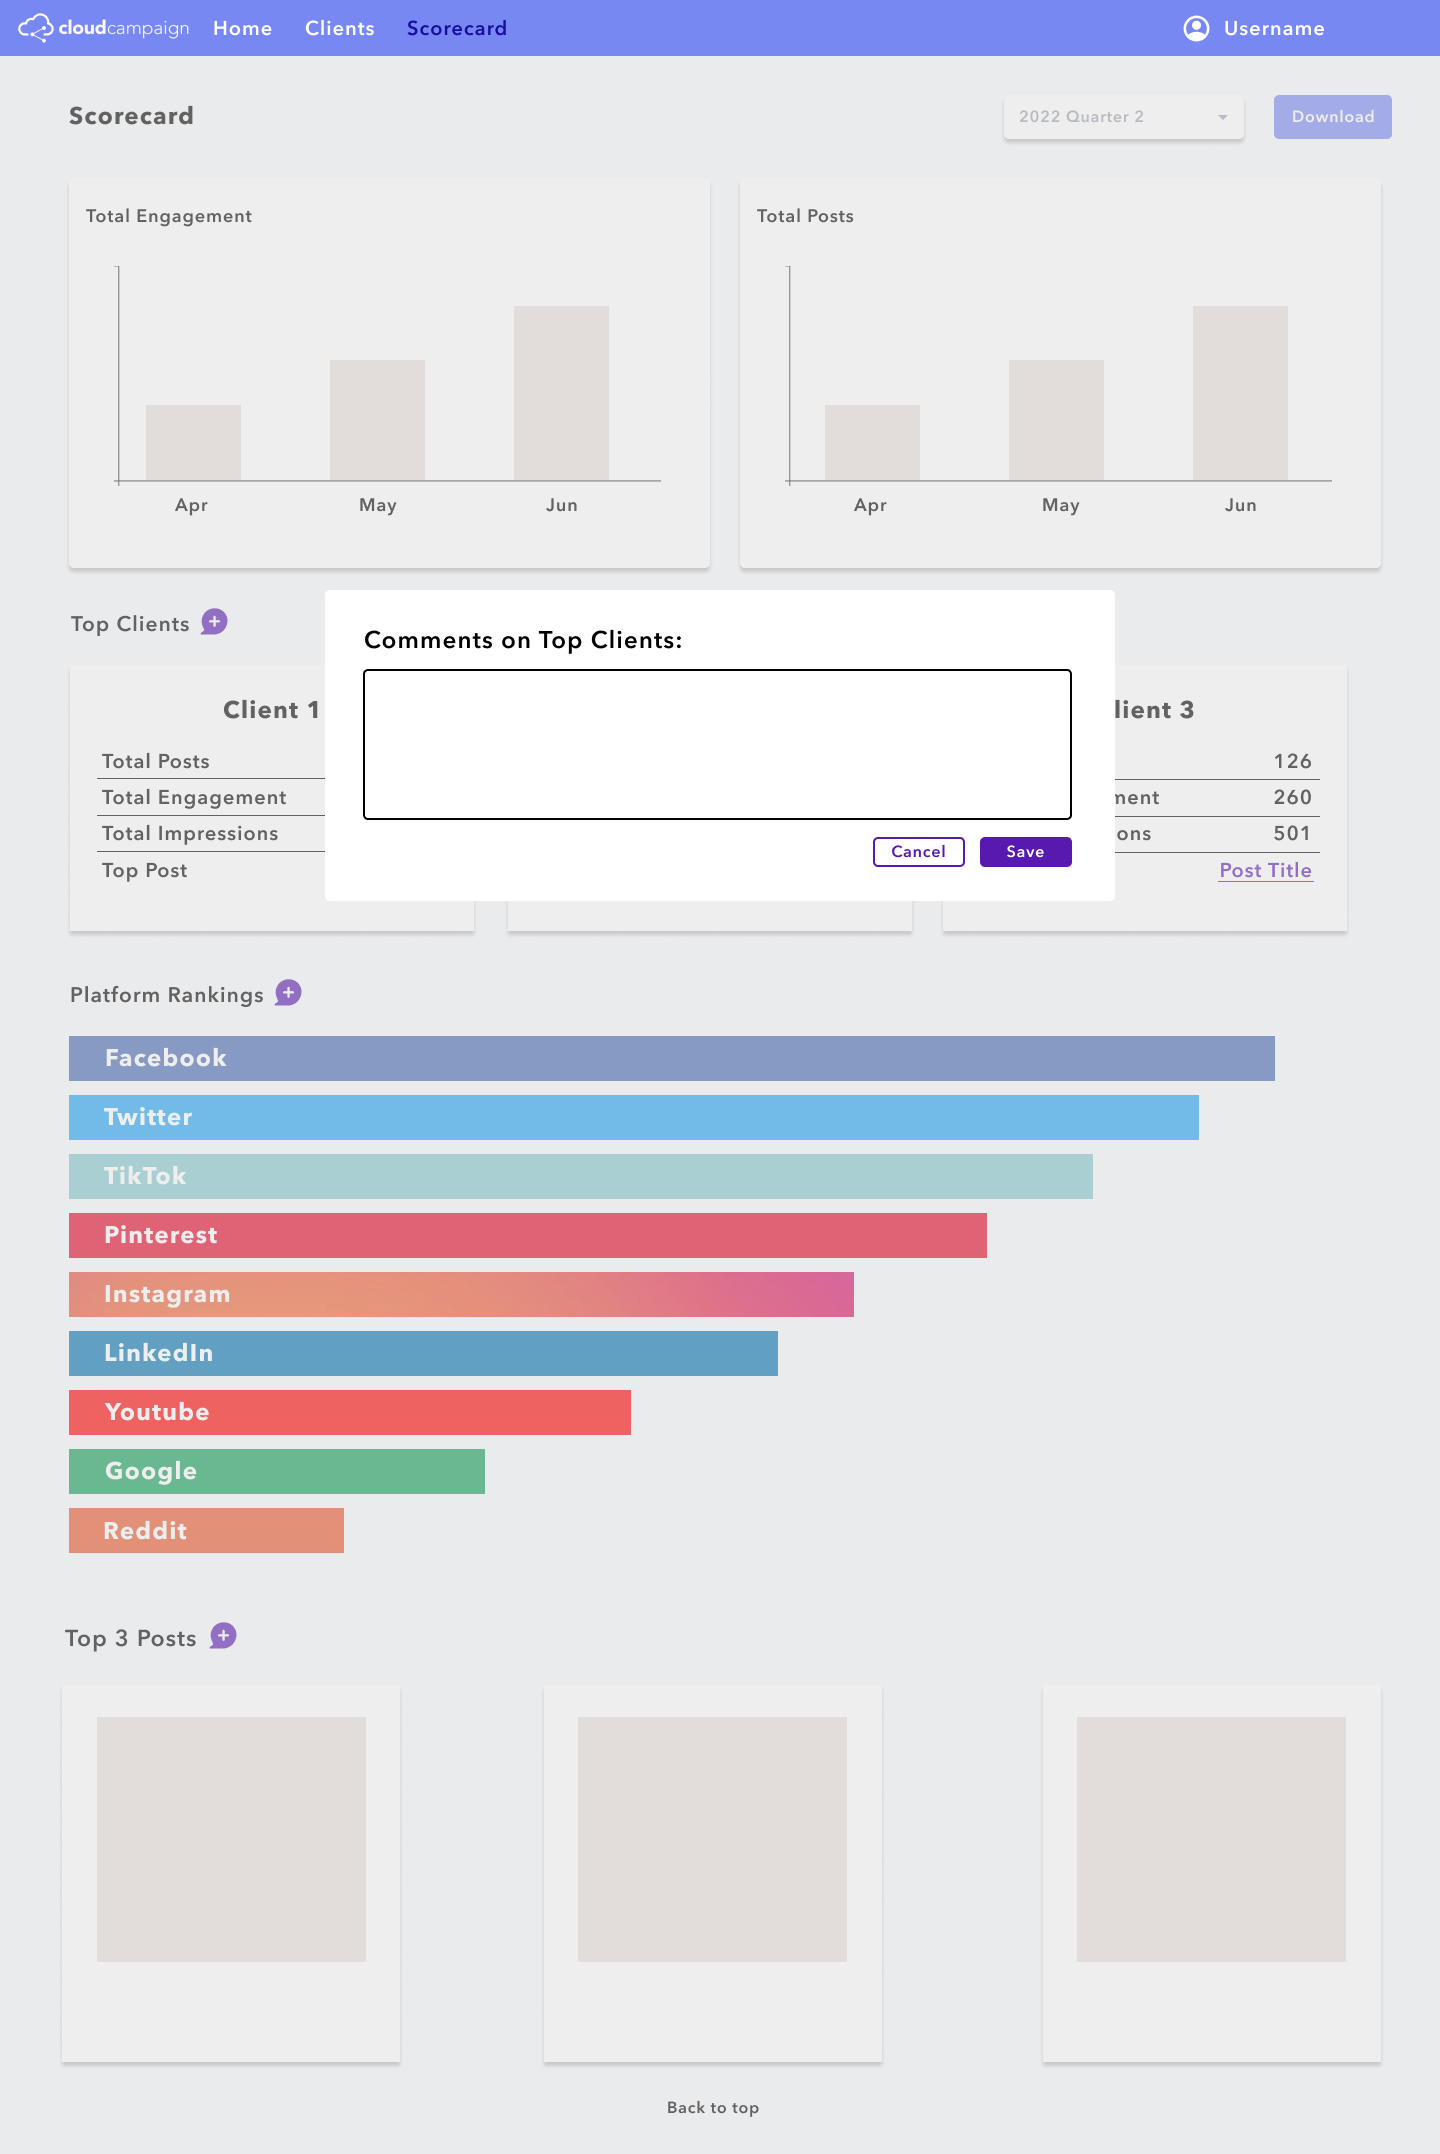 cloudcampaign Home Clients Scorecard Username
Scorecard
2022 Quarter 2 Download
Total Engagement
Apr May Jun
Total Posts
Apr May Jun
Top Clients
Comments on Top Clients:
Cancel Save
Client 1
Total Posts
Total Engagement
Total Impressions
Top Post
lient 3
126
ment 260
ons 501
Post Title
Platform Rankings
Facebook
Twitter
TikTok
Pinterest
Instagram
LinkedIn
Youtube
Google
Reddit
Top 3 Posts
Back to top